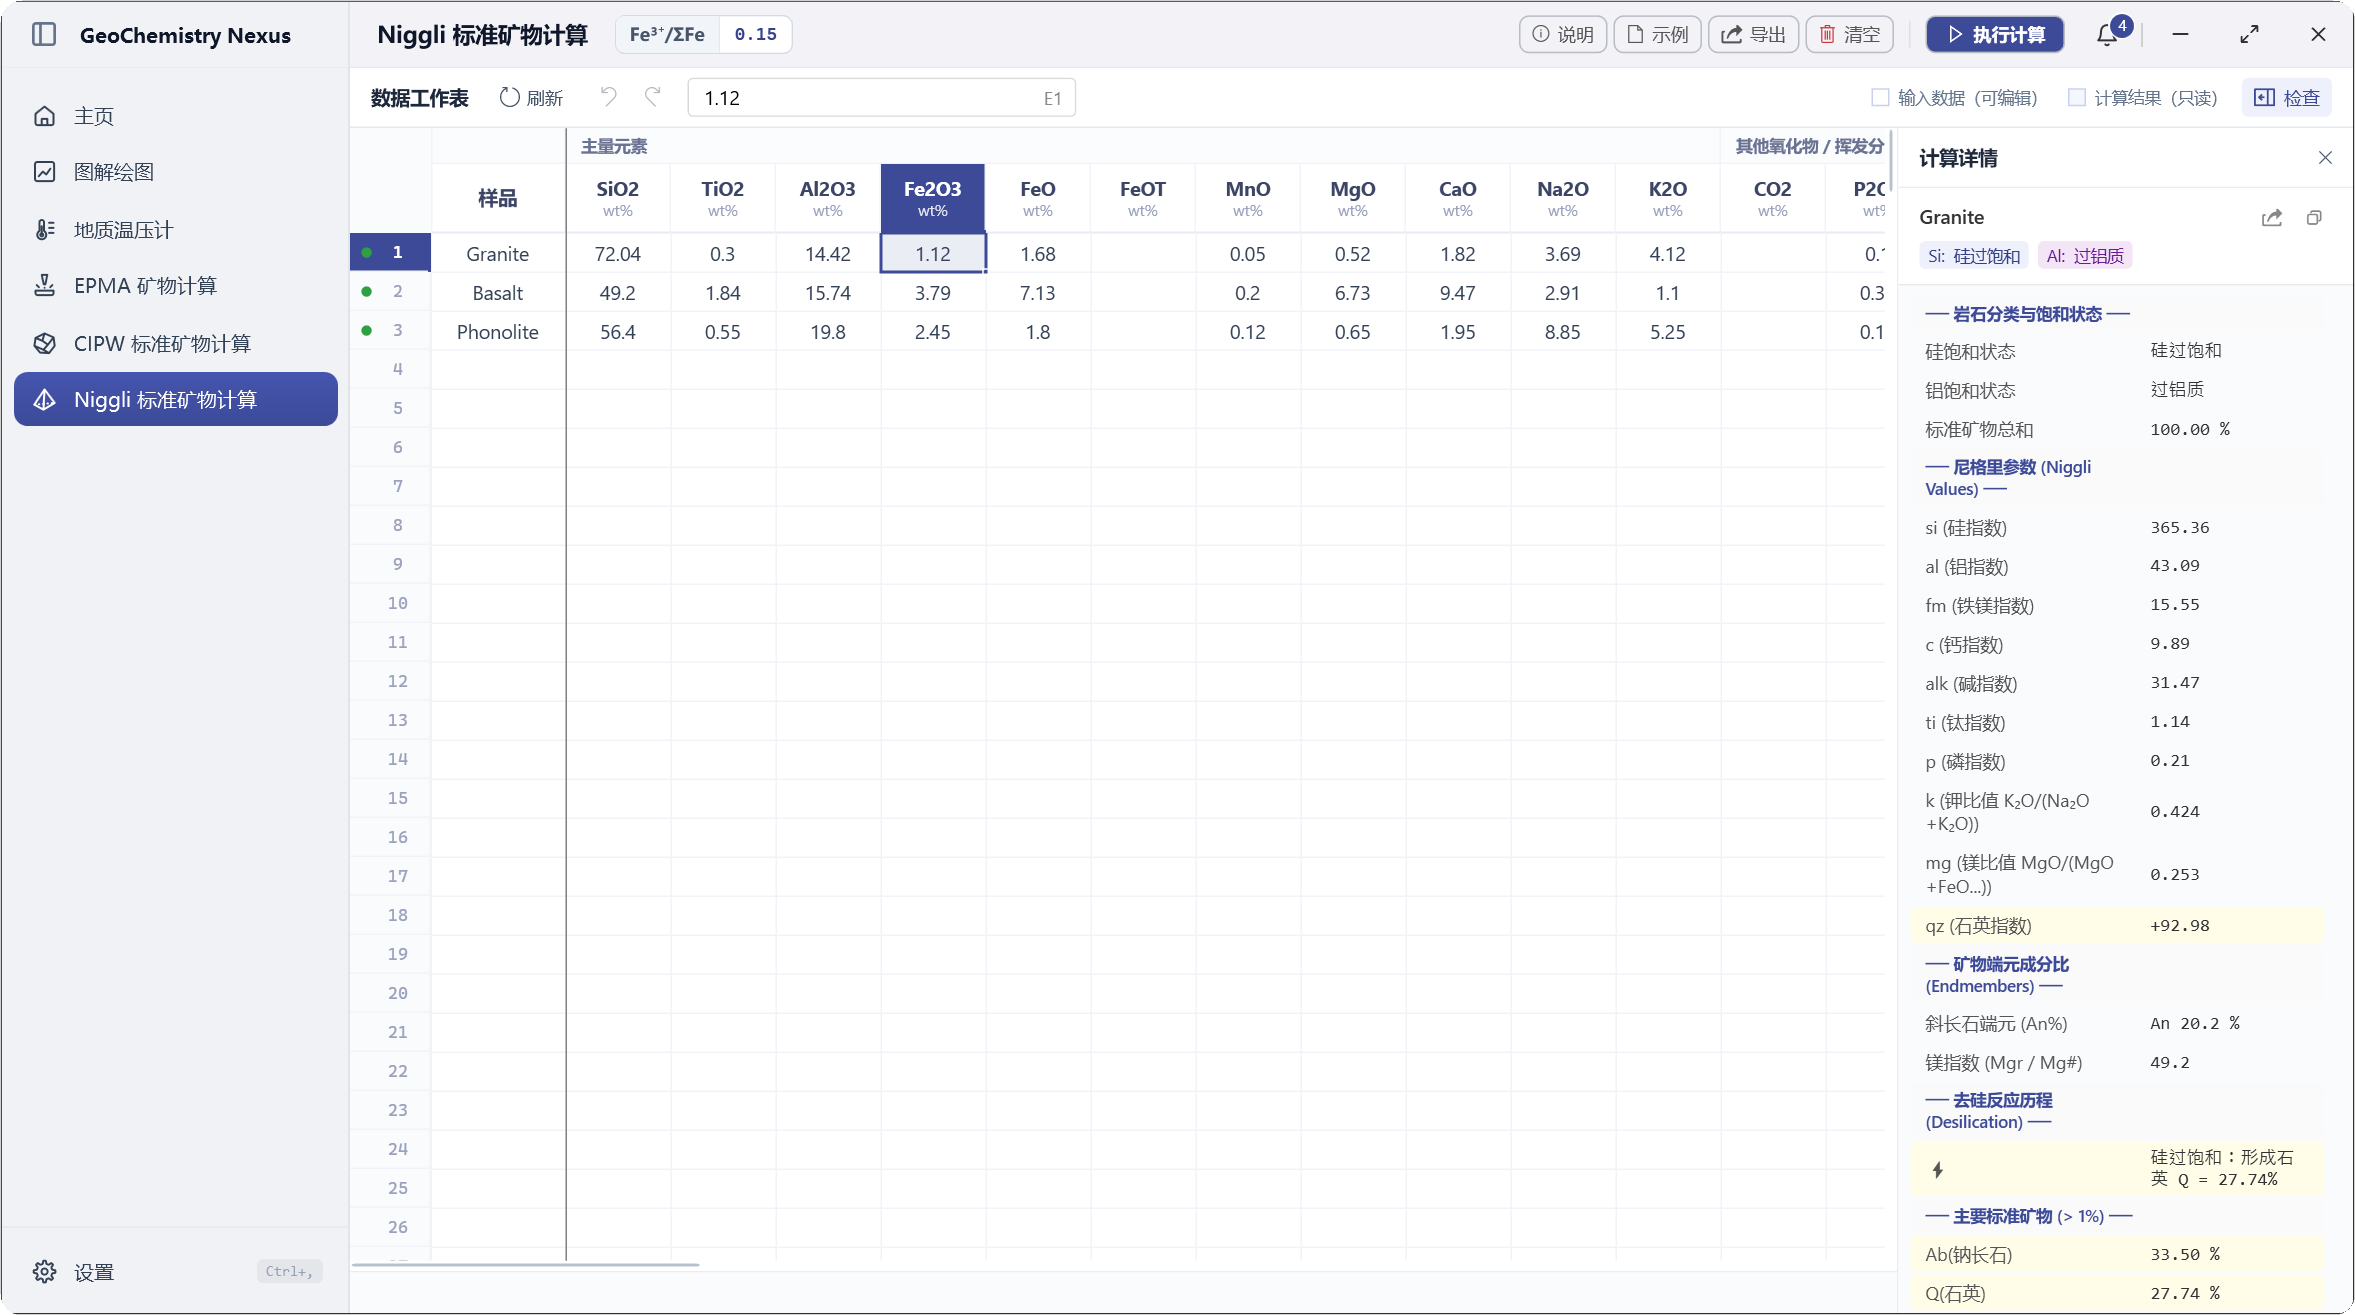 GeoChemistry Nexus
Niggli 标准矿物计算
Fe³⁺/ΣFe 0.15
说明 示例 导出 清空 执行计算 4
主页
图解绘图
地质温压计
EPMA 矿物计算
CIPW 标准矿物计算
Niggli 标准矿物计算
设置 Ctrl+,
数据工作表 刷新 1.12 E1 输入数据 (可编辑) 计算结果 (只读) 检查
主量元素 其他氧化物 / 挥发分
样品 SiO2 TiO2 Al2O3 Fe2O3 FeO FeOT MnO MgO CaO Na2O K2O CO2
wt% wt% wt% wt% wt% wt% wt% wt% wt% wt% wt% wt%
1 Granite 72.04 0.3 14.42 1.12 1.68 0.05 0.52 1.82 3.69 4.12
2 Basalt 49.2 1.84 15.74 3.79 7.13 0.2 6.73 9.47 2.91 1.1 0.3
3 Phonolite 56.4 0.55 19.8 2.45 1.8 0.12 0.65 1.95 8.85 5.25 0.1
4
5
6
7
8
9
10
11
12
13
14
15
16
17
18
19
20
21
22
23
24
25
26
计算详情
Granite
Si: 硅过饱和 Al: 过铝质
── 岩石分类与饱和状态 ──
硅饱和状态 硅过饱和
铝饱和状态 过铝质
标准矿物总和 100.00 %
── 尼格里参数 (Niggli
Values) ──
si (硅指数) 365.36
al (铝指数) 43.09
fm (铁镁指数) 15.55
c (钙指数) 9.89
alk (碱指数) 31.47
ti (钛指数) 1.14
p (磷指数) 0.21
k (钾比值 K₂O/(Na₂O
+K₂O)) 0.424
mg (镁比值 MgO/(MgO
+FeO...)) 0.253
qz (石英指数) +92.98
── 矿物端元成分比
(Endmembers) ──
斜长石端元 (An%) An 20.2 %
镁指数 (Mgr / Mg#) 49.2
── 去硅反应历程
(Desilication) ──
硅过饱和：形成石
英 Q = 27.74%
── 主要标准矿物 (> 1%) ──
Ab(钠长石) 33.50 %
Q(石英) 27.74 %